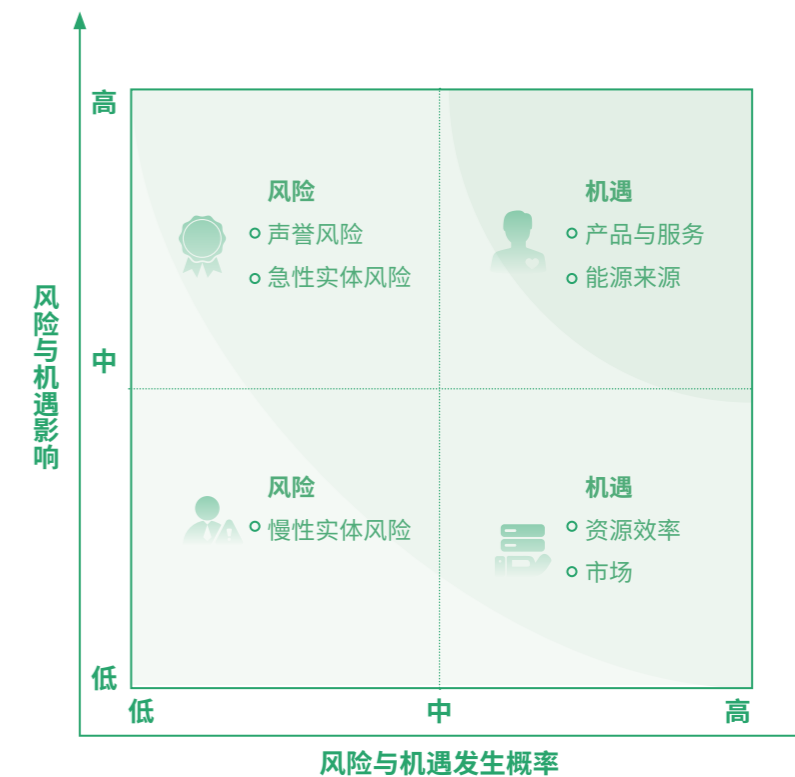 高
风险
声誉风险
急性实体风险
机遇
产品与服务
能源来源
风险与机遇影响
中
风险
慢性实体风险
机遇
资源效率
市场
低
低
中
高
风险与机遇发生概率